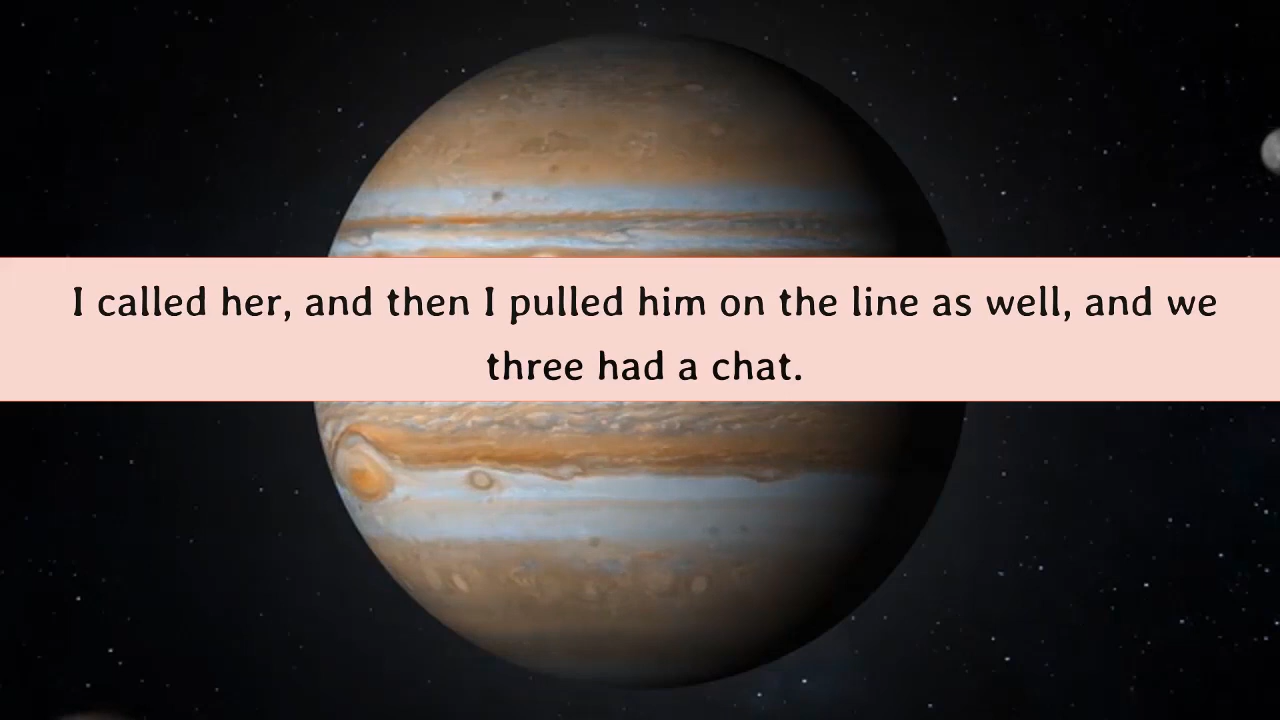 I called her, and then I pulled him on the line as well, and we
three had a chat.